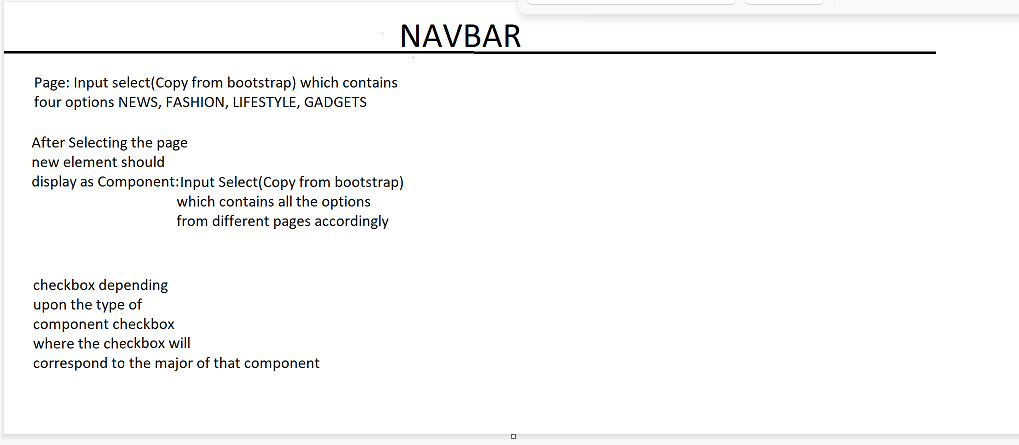 NAVBAR
Page: Input select(Copy from bootstrap) which contains
four options NEWS, FASHION, LIFESTYLE, GADGETS
After Selecting the page
new element should
display as Component:Input Select(Copy from bootstrap)
which contains all the options
from different pages accordingly
checkbox depending
upon the type of
component checkbox
where the checkbox will
correspond to the major of that component